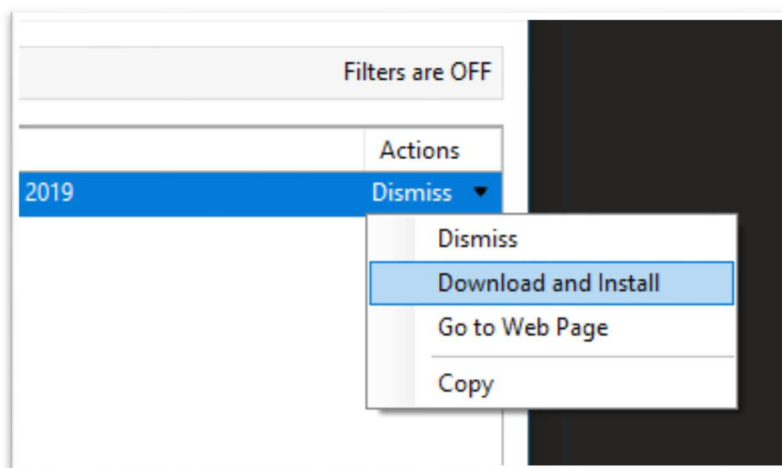 Filters are OFF
Actions
2019 Dismiss
Dismiss
Download and Install
Go to Web Page
Copy